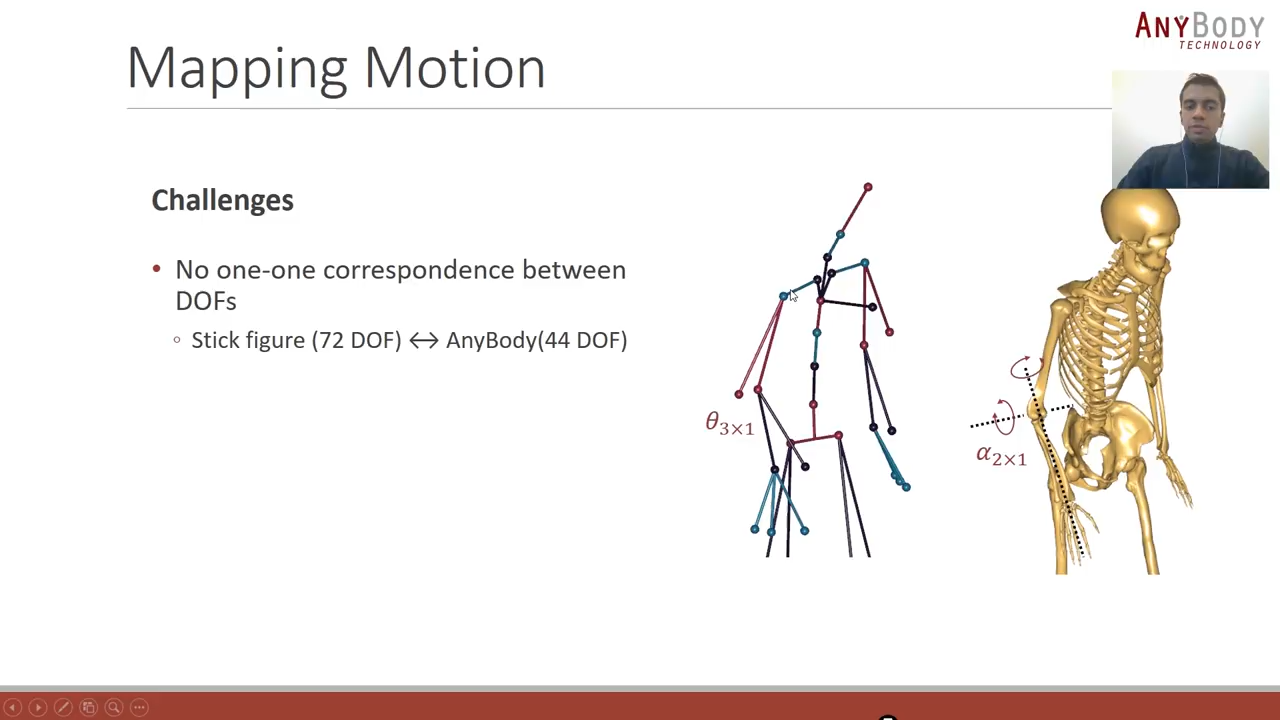 ANYBODY
TECHNOLOGY
Mapping Motion
Challenges
• No one-one correspondence between
DOFs
◦ Stick figure (72 DOF) ↔ AnyBody(44 DOF)
θ3×1
α2×1